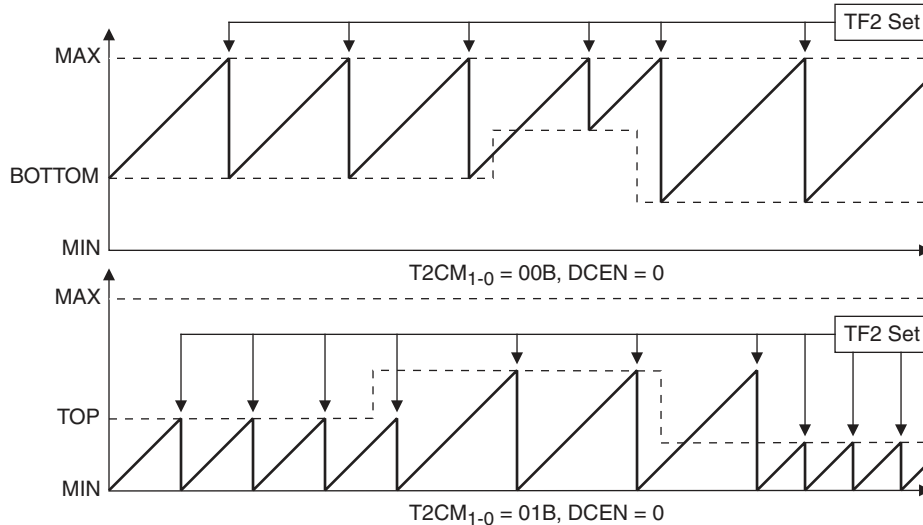 TF2 Set
MAX
BOTTOM
MIN
T2CM1-0 = 00B, DCEN = 0
MAX
TF2 Set
TOP
MIN
T2CM1-0 = 01B, DCEN = 0